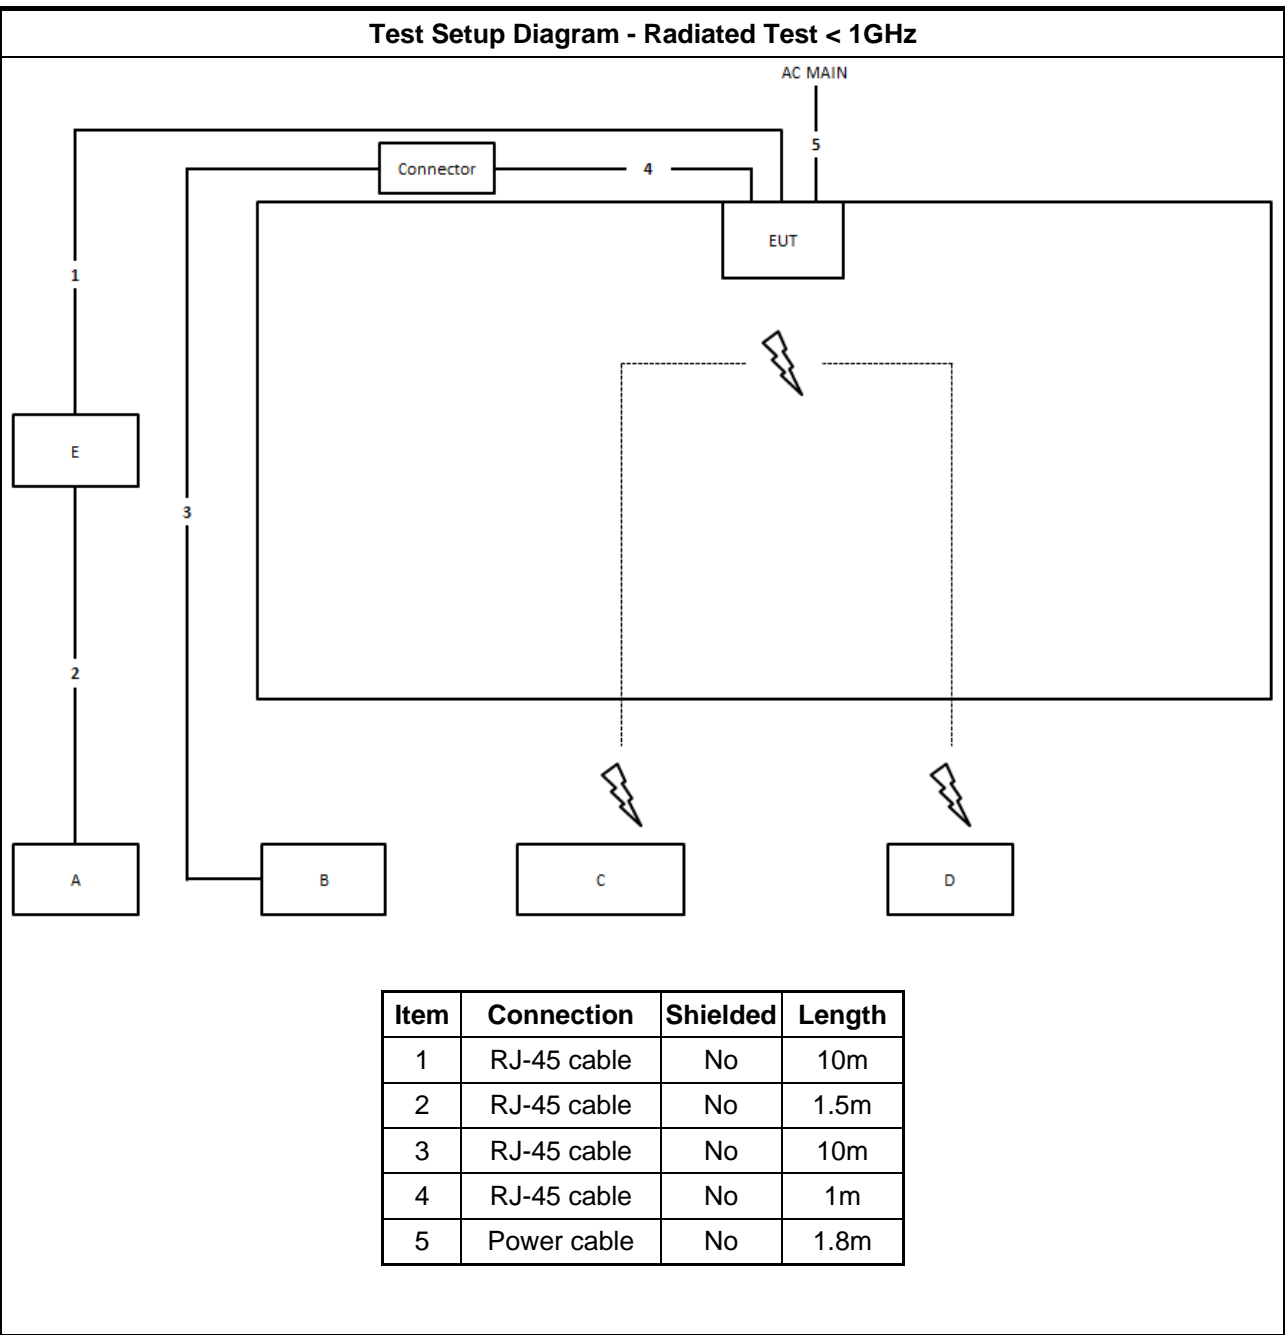 Test Setup Diagram - Radiated Test < 1GHz
AC MAIN
5
Connector
4
EUT
1
E
3
2
A
B
C
D
Item Connection Shielded Length
1 RJ-45 cable No 10m
2 RJ-45 cable No 1.5m
3 RJ-45 cable No 10m
4 RJ-45 cable No 1m
5 Power cable No 1.8m